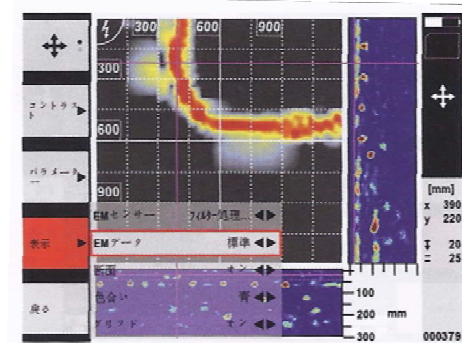 300 600 900
300
600
900
コントラスト
パラメーター
表示
戻る
EMセンサー フィルター処理...
EMデータ 標準
断面 オン
色合い 青
グリッド オン
[mm]
x 390
y 220
20
= 25
100
200 mm
300
000379